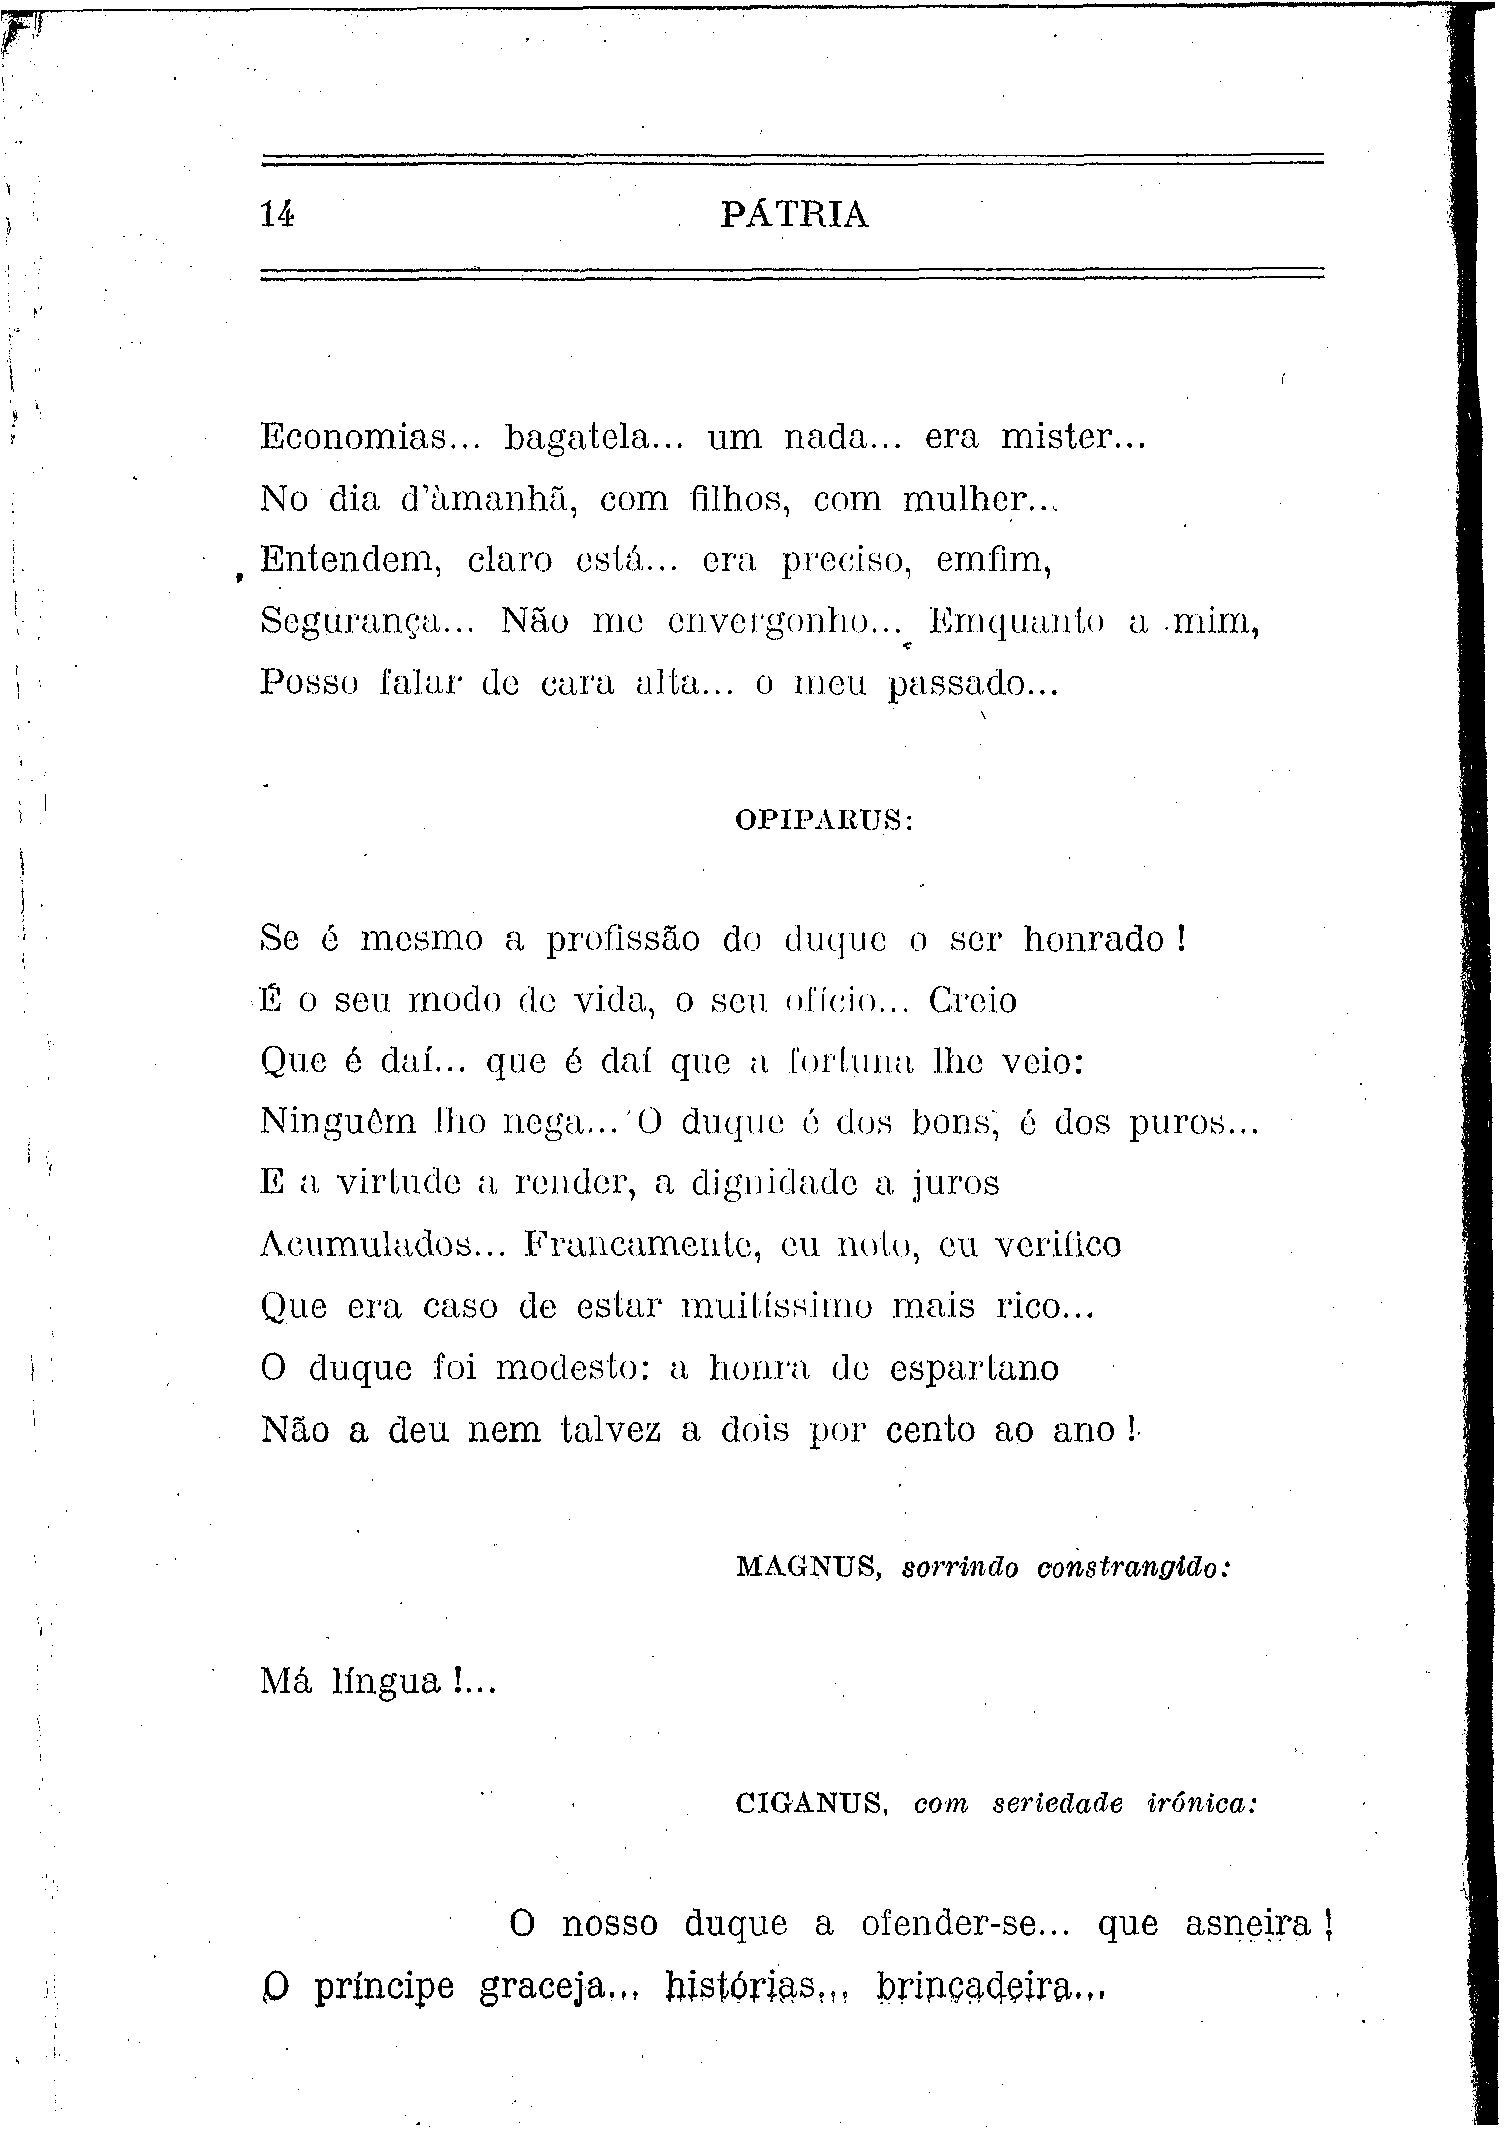 14 PÁTRIA
Economias... bagatela... um nada... era mister...
No dia d'àmanhã, com filhos, com mulher...
Entendem, claro está... era preciso, emfim,
Segurança... Não me envergonho... Emquanto a mim,
Posso falar de cara alta... o meu passado...
OPIPARUS:
Se é mesmo a profissão do duque o ser honrado !
É o seu modo de vida, o seu ofício... Creio
Que é daí... que é daí que a fortuna lhe veio:
Ninguêm lho nega... O duque é dos bons, é dos puros...
E a virtude a render, a dignidade a juros
Acumulados... Francamente, eu noto, eu verifico
Que era caso de estar muitíssimo mais rico...
O duque foi modesto: a honra de espartano
Não a deu nem talvez a dois por cento ao ano !
MAGNUS, sorrindo constrangido:
Má língua !...
CIGANUS, com seriedade irónica:
O nosso duque a ofender-se... que asneira !
O príncipe graceja... histórias... brincadeira...